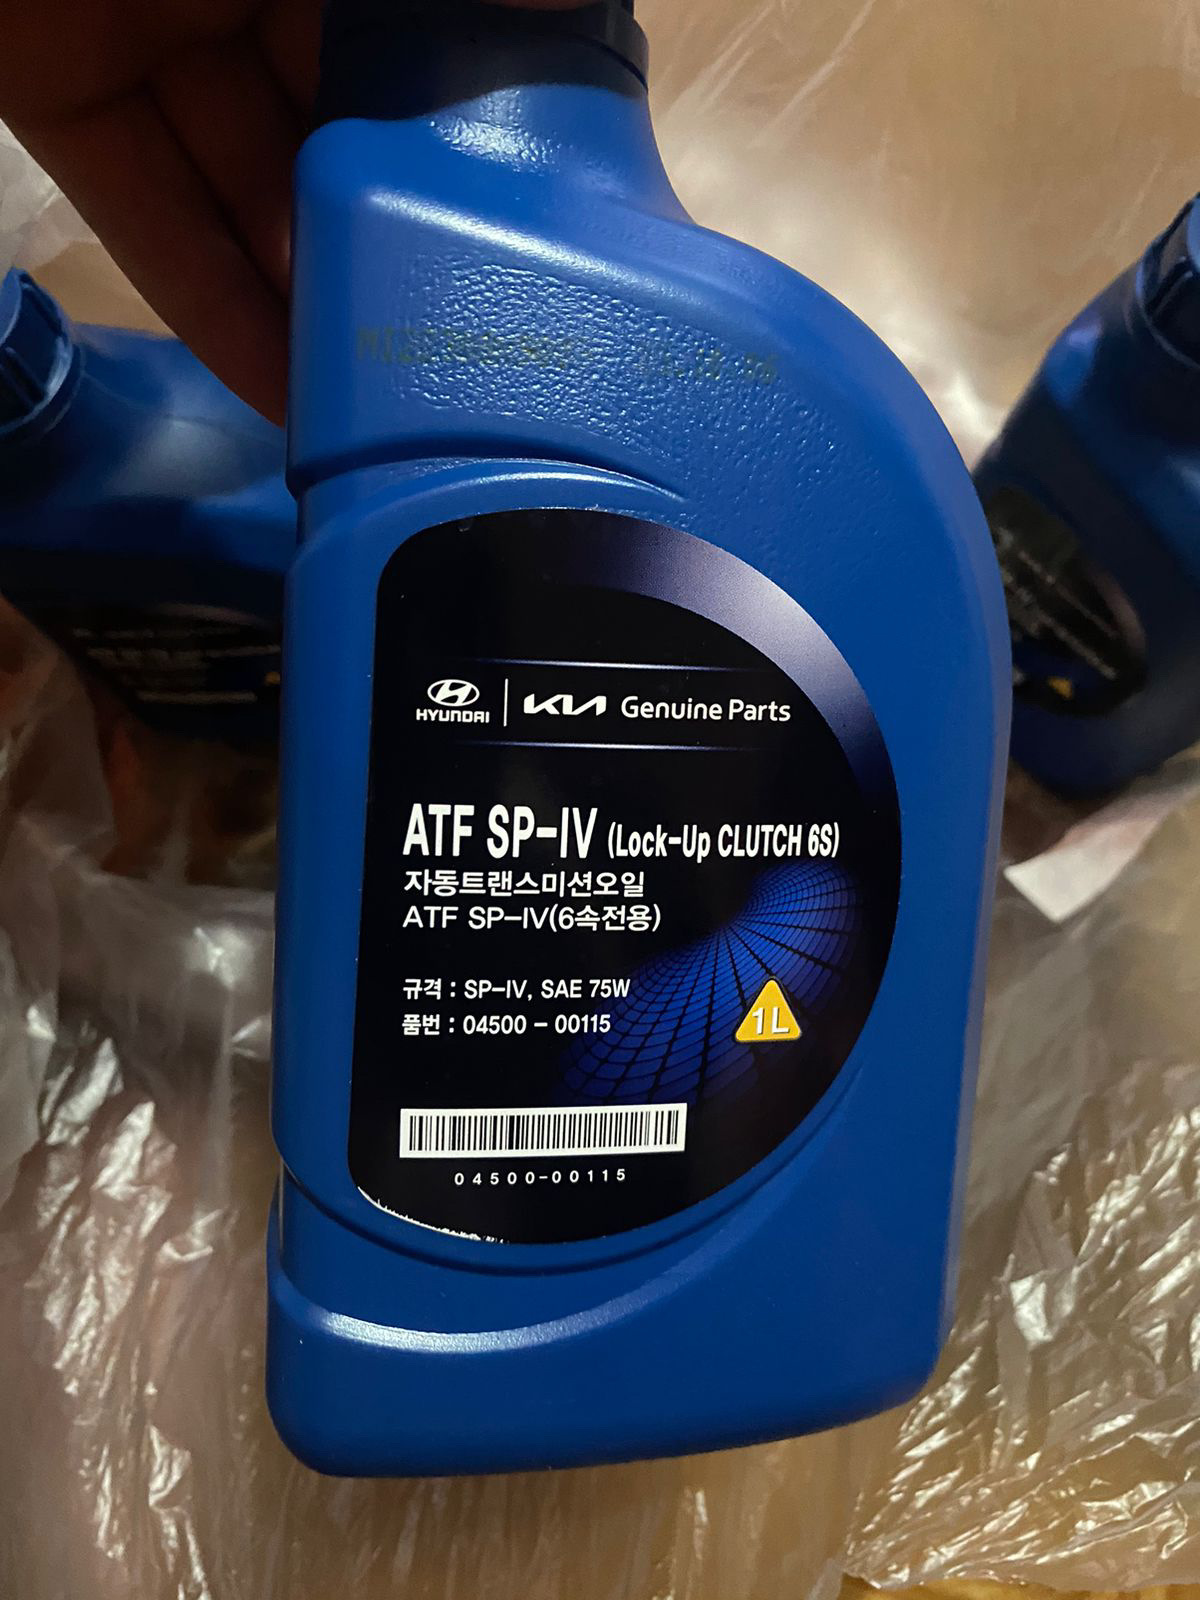 HYUNDAI KIA Genuine Parts
ATF SP-IV (Lock-Up CLUTCH 6S)
자동트랜스미션오일
ATF SP-IV(6속전용)
규격 : SP-IV, SAE 75W
품번 : 04500 - 00115
1L
04500-00115